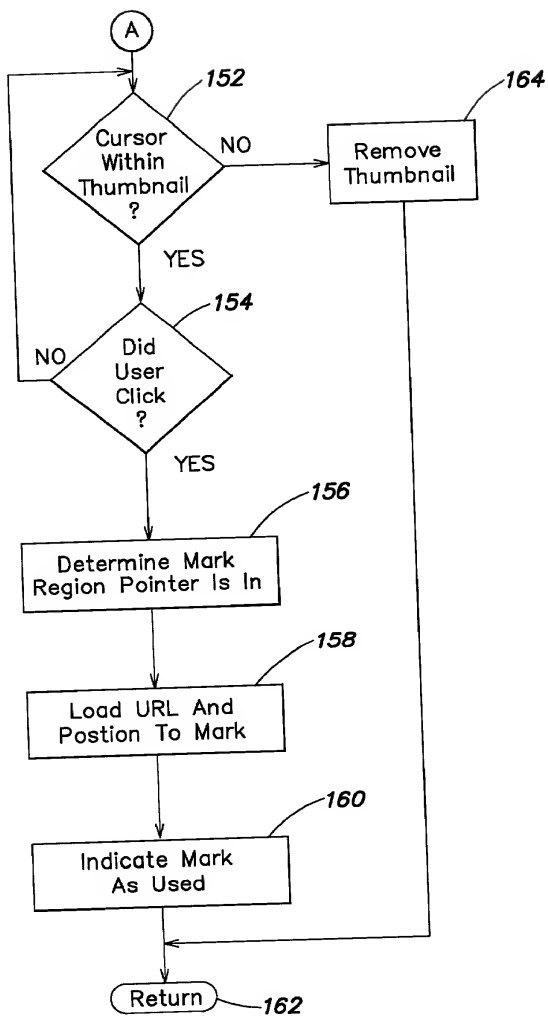 A
152
164
Cursor
Within
Thumbnail
?
NO
Remove
Thumbnail
YES
154
NO
Did
User
Click
?
YES
156
Determine Mark
Region Pointer Is In
158
Load URL And
Postion To Mark
160
Indicate Mark
As Used
Return
162